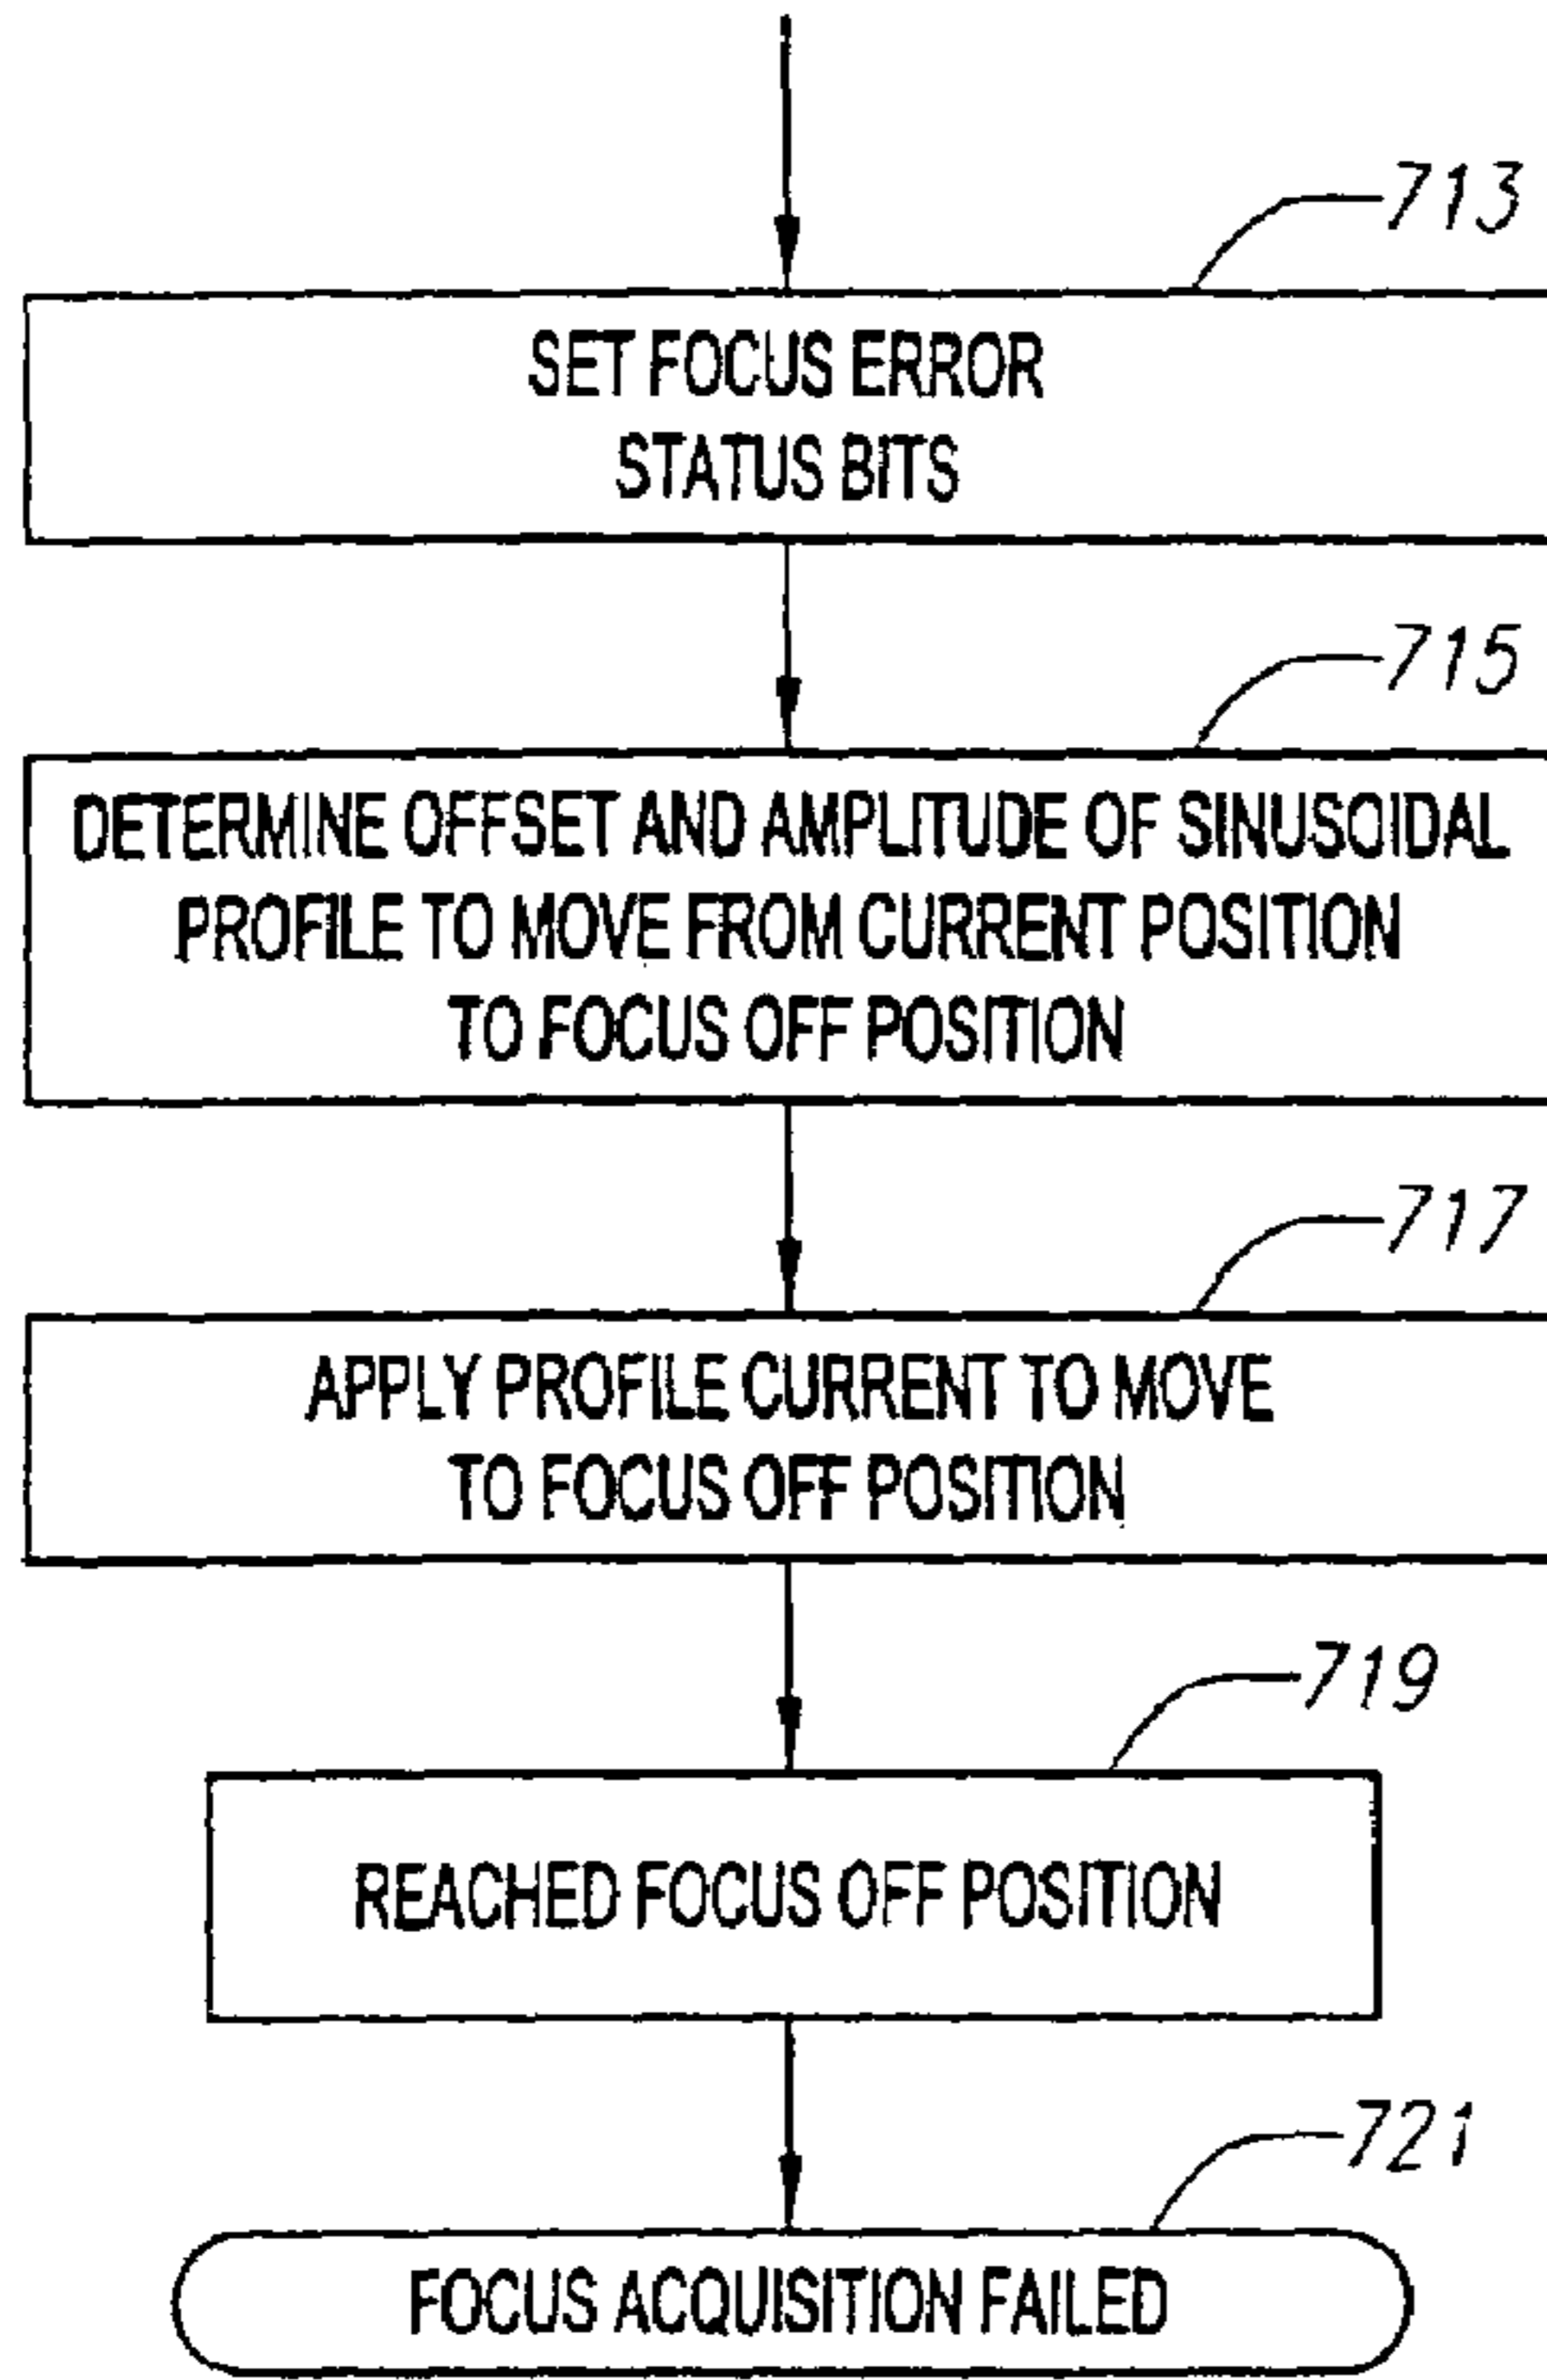 713
SET FOCUS ERROR
STATUS BITS
715
DETERMINE OFFSET AND AMPLITUDE OF SINUSOIDAL
PROFILE TO MOVE FROM CURRENT POSITION
TO FOCUS OFF POSITION
717
APPLY PROFILE CURRENT TO MOVE
TO FOCUS OFF POSITION
719
REACHED FOCUS OFF POSITION
721
FOCUS ACQUISITION FAILED